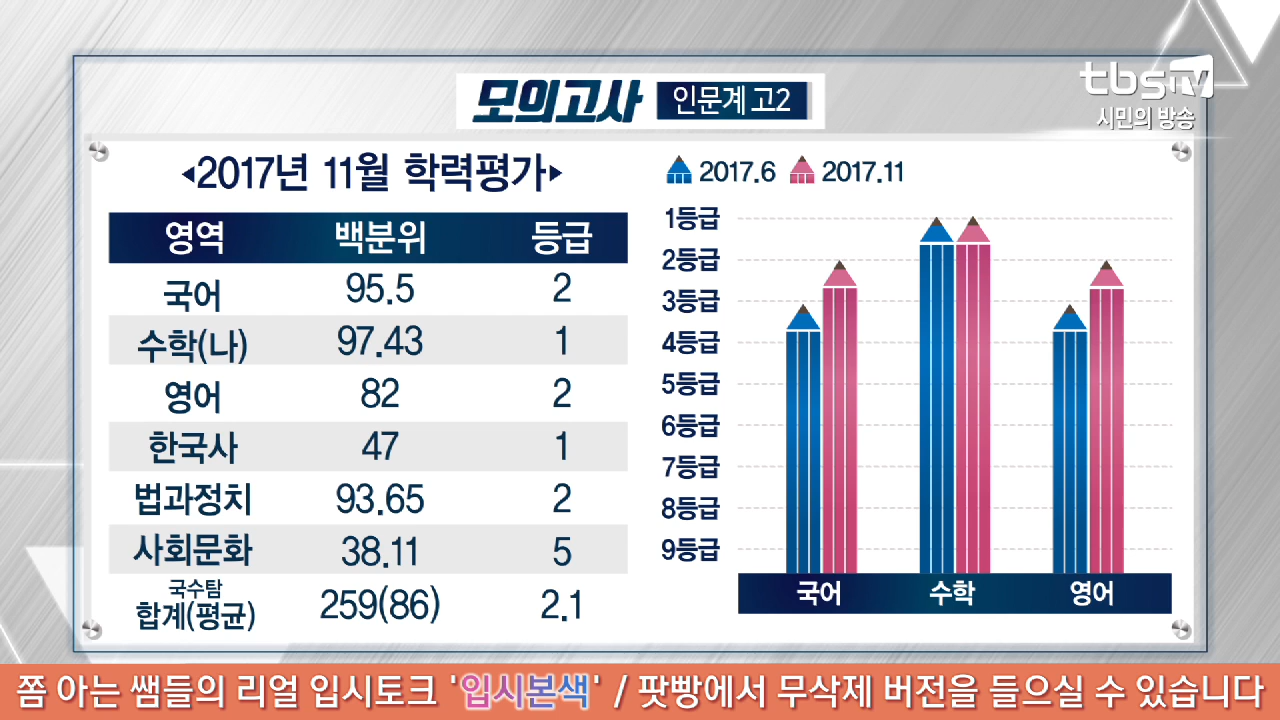 모의고사 인문계 고2
tbsTV
시민의 방송
◂2017년 11월 학력평가▸
영역 백분위 등급
국어 95.5 2
수학(나) 97.43 1
영어 82 2
한국사 47 1
법과정치 93.65 2
사회문화 38.11 5
국수탐
합계(평균) 259(86) 2.1
2017.6 2017.11
1등급
2등급
3등급
4등급
5등급
6등급
7등급
8등급
9등급
국어 수학 영어
쫌 아는 쌤들의 리얼 입시토크 '입시본색' / 팟빵에서 무삭제 버전을 들으실 수 있습니다